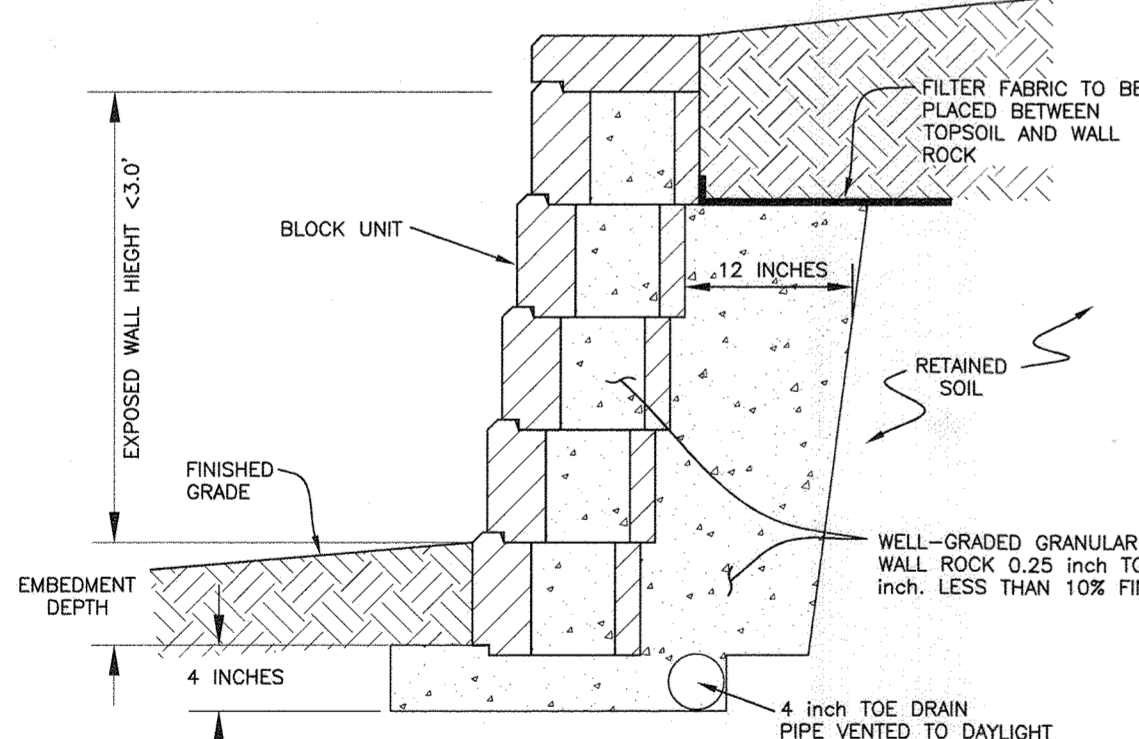 FILTER FABRIC TO BE
PLACED BETWEEN
TOPSOIL AND WALL
ROCK
EXPOSED WALL HIEGHT <3.0'
BLOCK UNIT
12 INCHES
RETAINED
SOIL
FINISHED
GRADE
WELL-GRADED GRANULAR
WALL ROCK 0.25 inch TO
inch. LESS THAN 10%
EMBEDMENT
DEPTH
4 INCHES
4 inch TOE DRAIN
PIPE VENTED TO DAYLIGHT